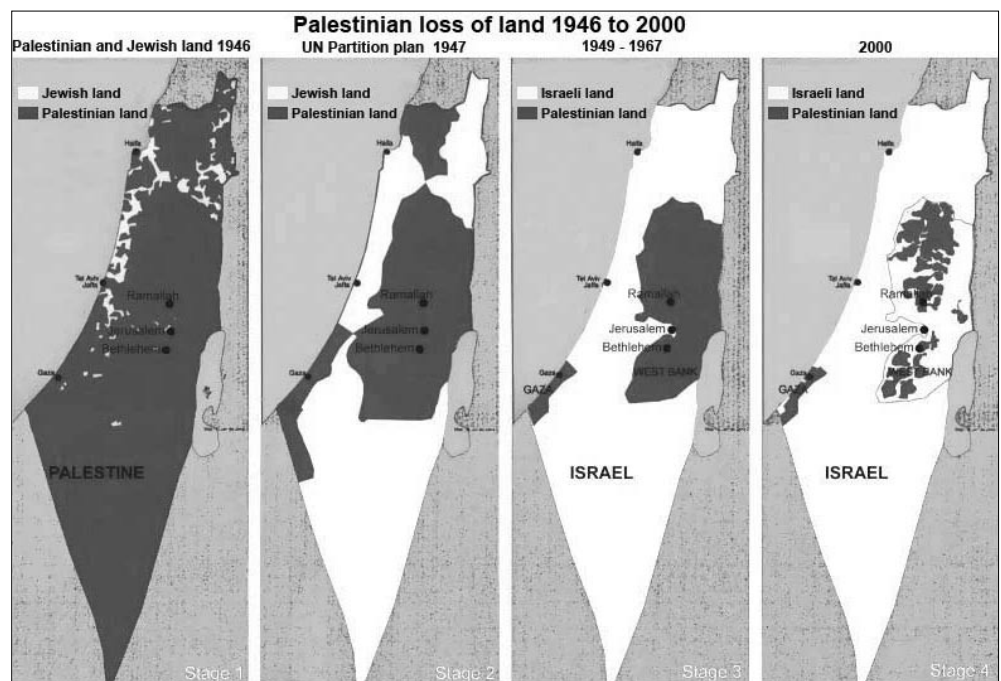 Palestinian loss of land 1946 to 2000
Palestinian and Jewish land 1946
Jewish land
Palestinian land
Haifa
Tel Aviv
Jaffa
Ramallah
Jerusalem
Bethlehem
Gaza
PALESTINE
Stage 1
UN Partition plan 1947
Jewish land
Palestinian land
Haifa
Tel Aviv
Jaffa
Ramallah
Jerusalem
Bethlehem
Gaza
Stage 2
1949 - 1967
Israeli land
Palestinian land
Haifa
Tel Aviv
Jaffa
Ramallah
Jerusalem
Bethlehem
Gaza
WEST BANK
GAZA
ISRAEL
Stage 3
2000
Israeli land
Palestinian land
Haifa
Tel Aviv
Jaffa
Ramallah
Jerusalem
Bethlehem
Gaza
WEST BANK
GAZA
ISRAEL
Stage 4